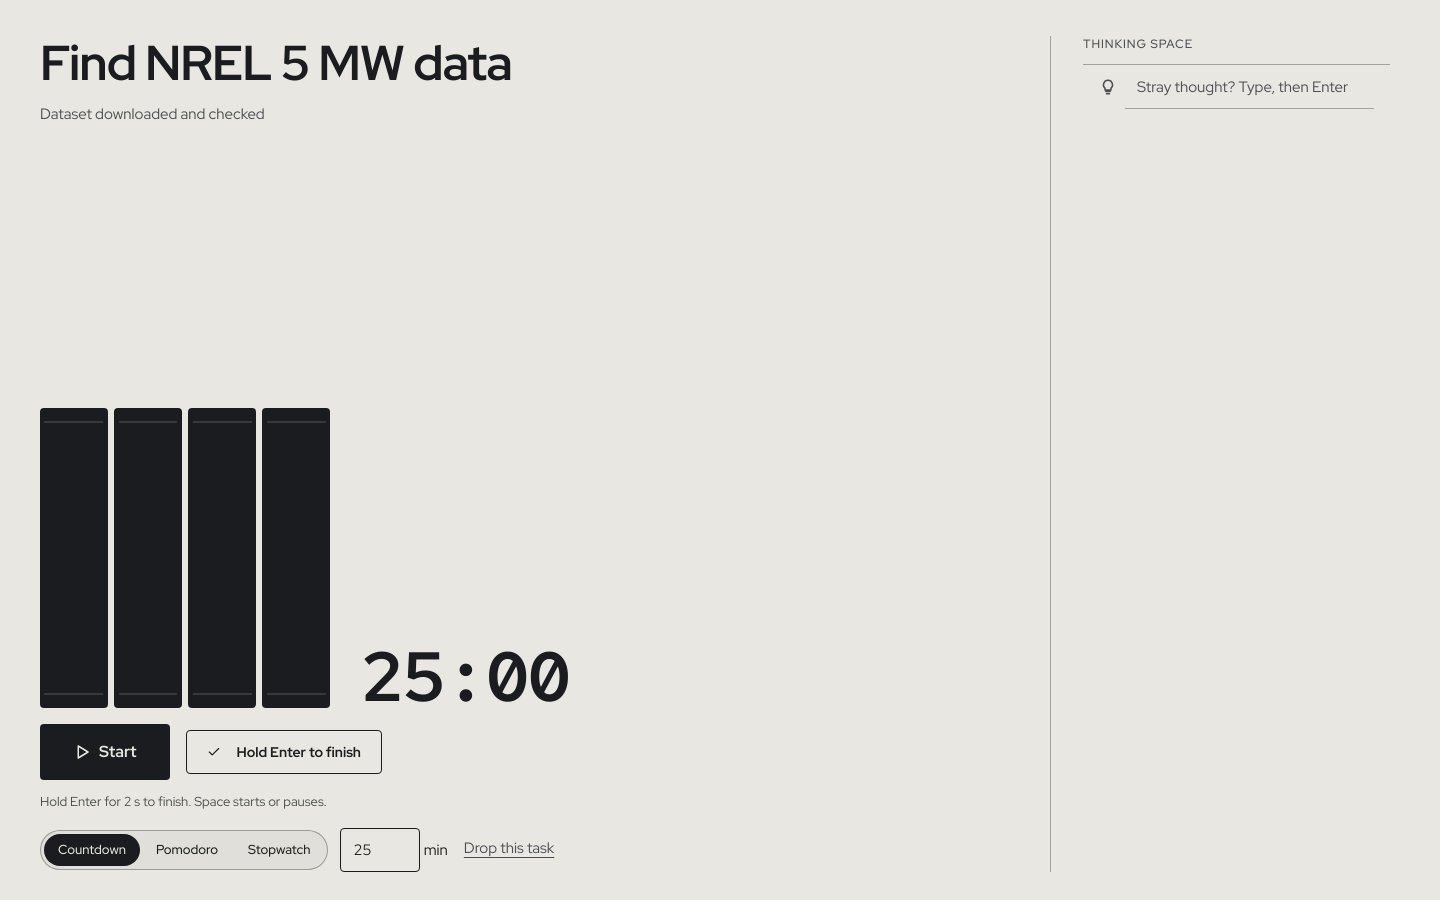 Find NREL 5 MW data
Dataset downloaded and checked
25:00
Start
Hold Enter to finish
Hold Enter for 2 s to finish. Space starts or pauses.
Countdown Pomodoro Stopwatch 25 min Drop this task
THINKING SPACE
Stray thought? Type, then Enter